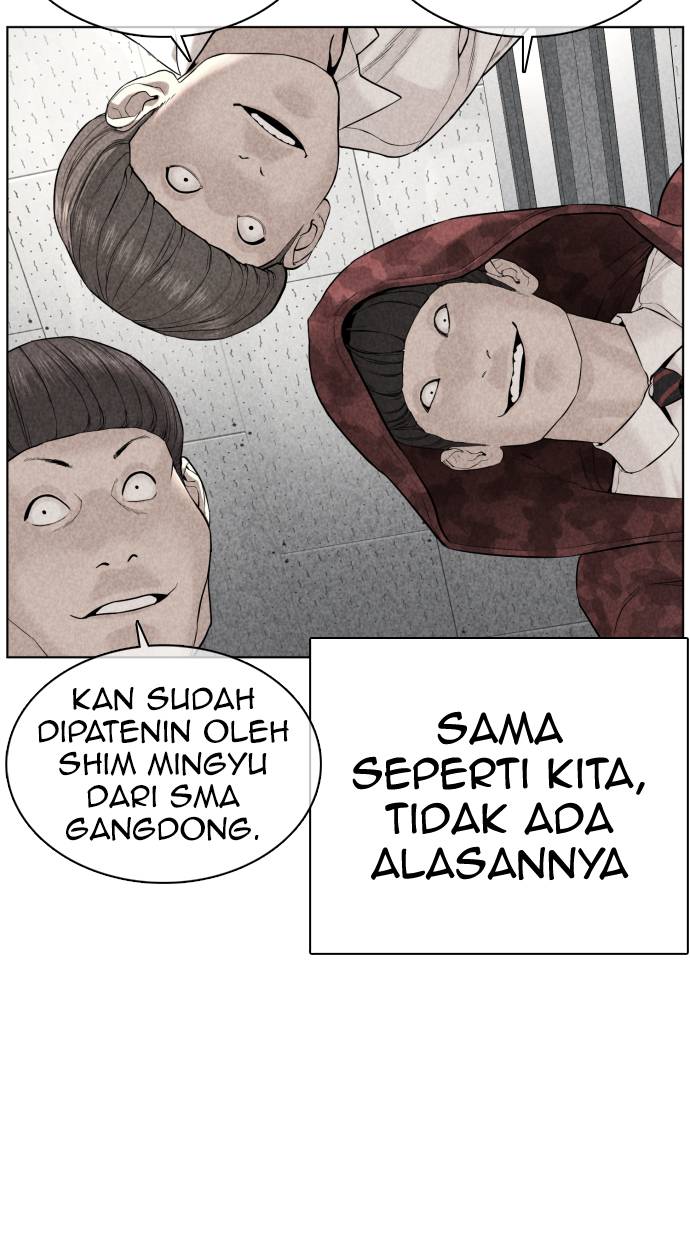 KAN SUDAH
DIPATENIN OLEH
SHIM MINGYU
DARI SMA
GANGDONG.
SAMA
SEPERTI KITA,
TIDAK ADA
ALASANNYA